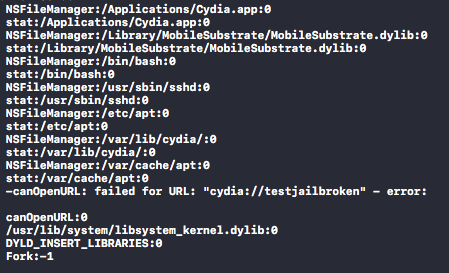 NSFileManager:/Applications/Cydia.app:0
stat:/Applications/Cydia.app:0
NSFileManager:/Library/MobileSubstrate/MobileSubstrate.dylib:0
stat:/Library/MobileSubstrate/MobileSubstrate.dylib:0
NSFileManager:/bin/bash:0
stat:/bin/bash:0
NSFileManager:/usr/sbin/sshd:0
stat:/usr/sbin/sshd:0
NSFileManager:/etc/apt:0
stat:/etc/apt:0
NSFileManager:/var/lib/cydia/:0
stat:/var/lib/cydia/:0
NSFileManager:/var/cache/apt:0
stat:/var/cache/apt:0
-canOpenURL: failed for URL: "cydia://testjailbroken" - error:
canOpenURL:0
/usr/lib/system/libsystem_kernel.dylib:0
DYLD_INSERT_LIBRARIES:0
Fork:-1